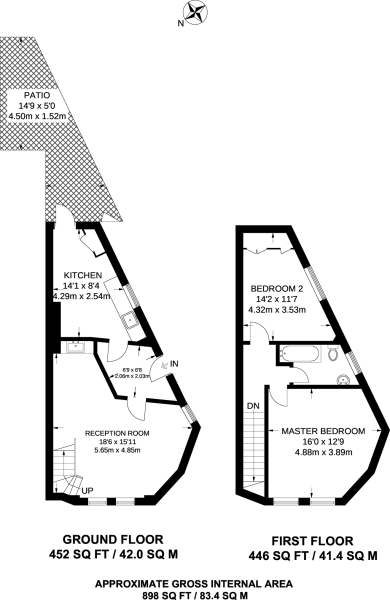 N
PATIO
14'9 x 5'0
4.50m x 1.52m
KITCHEN
14'1 x 8'4
4.29m x 2.54m
IN
6'9 x 6'8
2.06m x 2.03m
RECEPTION ROOM
18'6 x 15'11
5.65m x 4.85m
UP
BEDROOM 2
14'2 x 11'7
4.32m x 3.53m
DN
MASTER BEDROOM
16'0 x 12'9
4.88m x 3.89m
GROUND FLOOR
452 SQ FT / 42.0 SQ M
FIRST FLOOR
446 SQ FT / 41.4 SQ M
APPROXIMATE GROSS INTERNAL AREA
898 SQ FT / 83.4 SQ M